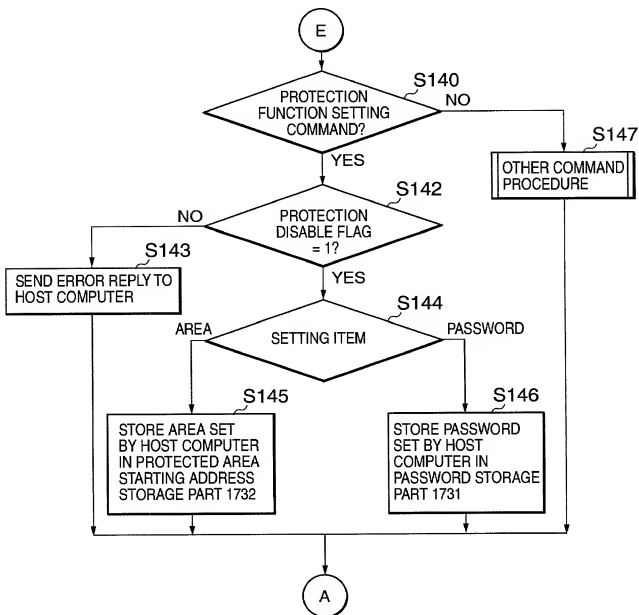 E
S140
PROTECTION
FUNCTION SETTING
COMMAND?
NO
YES
S147
OTHER COMMAND
PROCEDURE
S142
PROTECTION
DISABLE FLAG
= 1?
NO
YES
S143
SEND ERROR REPLY TO
HOST COMPUTER
S144
SETTING ITEM
AREA
PASSWORD
S145
STORE AREA SET
BY HOST COMPUTER
IN PROTECTED AREA
STARTING ADDRESS
STORAGE PART 1732
S146
STORE PASSWORD
SET BY HOST
COMPUTER IN
PASSWORD STORAGE
PART 1731
A